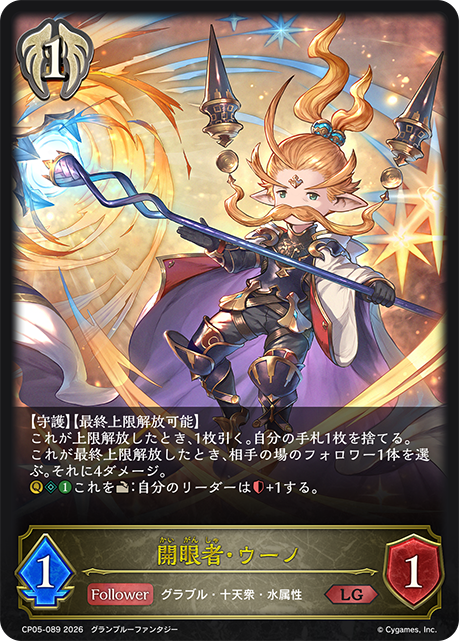 1
【守護】【最終上限解放可能】
これが上限解放したとき、1枚引く。自分の手札1枚を捨てる。
これが最終上限解放したとき、相手の場のフォロワー1体を選
ぶ。それに4ダメージ。
1 これを:自分のリーダーは+1する。
かいがんしゃ
開眼者・ウーノ
1
Follower グラブル・十天衆・水属性 LG
1
CP05-089 2026 グランブルーファンタジー
© Cygames, Inc.